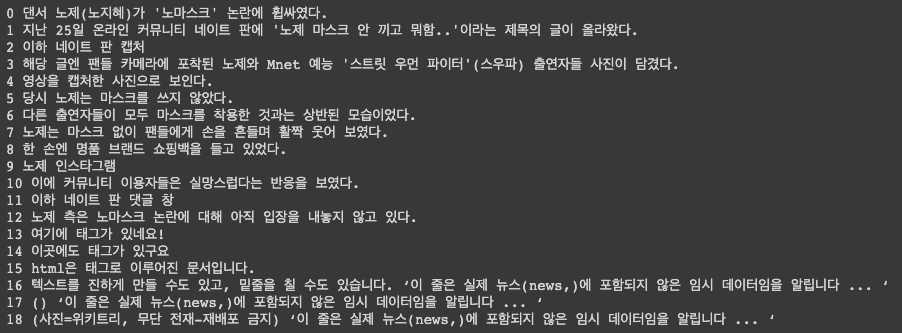 0 댄서 노제(노지혜)가 '노마스크' 논란에 휩싸였다.
1 지난 25일 온라인 커뮤니티 네이트 판에 '노제 마스크 안 끼고 뭐함..'이라는 제목의 글이 올라왔다.
2 이하 네이트 판 캡처
3 해당 글엔 팬들 카메라에 포착된 노제와 Mnet 예능 '스트릿 우먼 파이터'(스우파) 출연자들 사진이 담겼다.
4 영상을 캡처한 사진으로 보인다.
5 당시 노제는 마스크를 쓰지 않았다.
6 다른 출연자들이 모두 마스크를 착용한 것과는 상반된 모습이었다.
7 노제는 마스크 없이 팬들에게 손을 흔들며 활짝 웃어 보였다.
8 한 손엔 명품 브랜드 쇼핑백을 들고 있었다.
9 노제 인스타그램
10 이에 커뮤니티 이용자들은 실망스럽다는 반응을 보였다.
11 이하 네이트 판 댓글 창
12 노제 측은 노마스크 논란에 대해 아직 입장을 내놓지 않고 있다.
13 여기에 태그가 있네요!
14 이곳에도 태그가 있구요
15 html은 태그로 이루어진 문서입니다.
16 텍스트를 진하게 만들 수도 있고, 밑줄을 칠 수도 있습니다. ‘이 줄은 실제 뉴스(news,)에 포함되지 않은 임시 데이터임을 알립니다 ... ‘
17 () ‘이 줄은 실제 뉴스(news,)에 포함되지 않은 임시 데이터임을 알립니다 ... ‘
18 (사진=위키트리, 무단 전재-재배포 금지) ‘이 줄은 실제 뉴스(news,)에 포함되지 않은 임시 데이터임을 알립니다 ... ‘